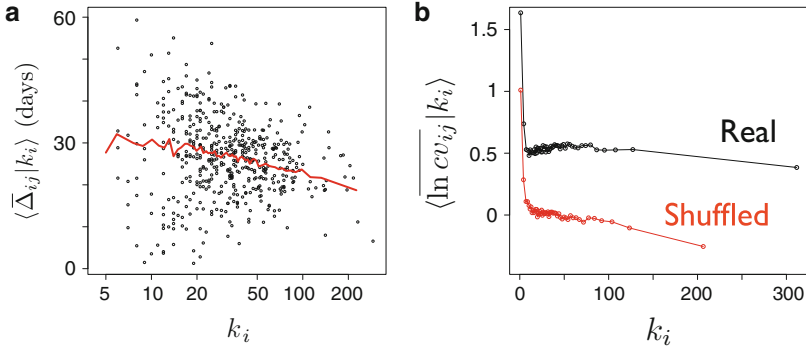 a
⟨Δ̅ᵢⱼ|kᵢ⟩ (days)
60
30
0
5 10 20 50 100 200
kᵢ
b
⟨\overline{ln cvᵢⱼ}|kᵢ⟩
1.5
1
0.5
0
Real
Shuffled
0 100 200 300
kᵢ